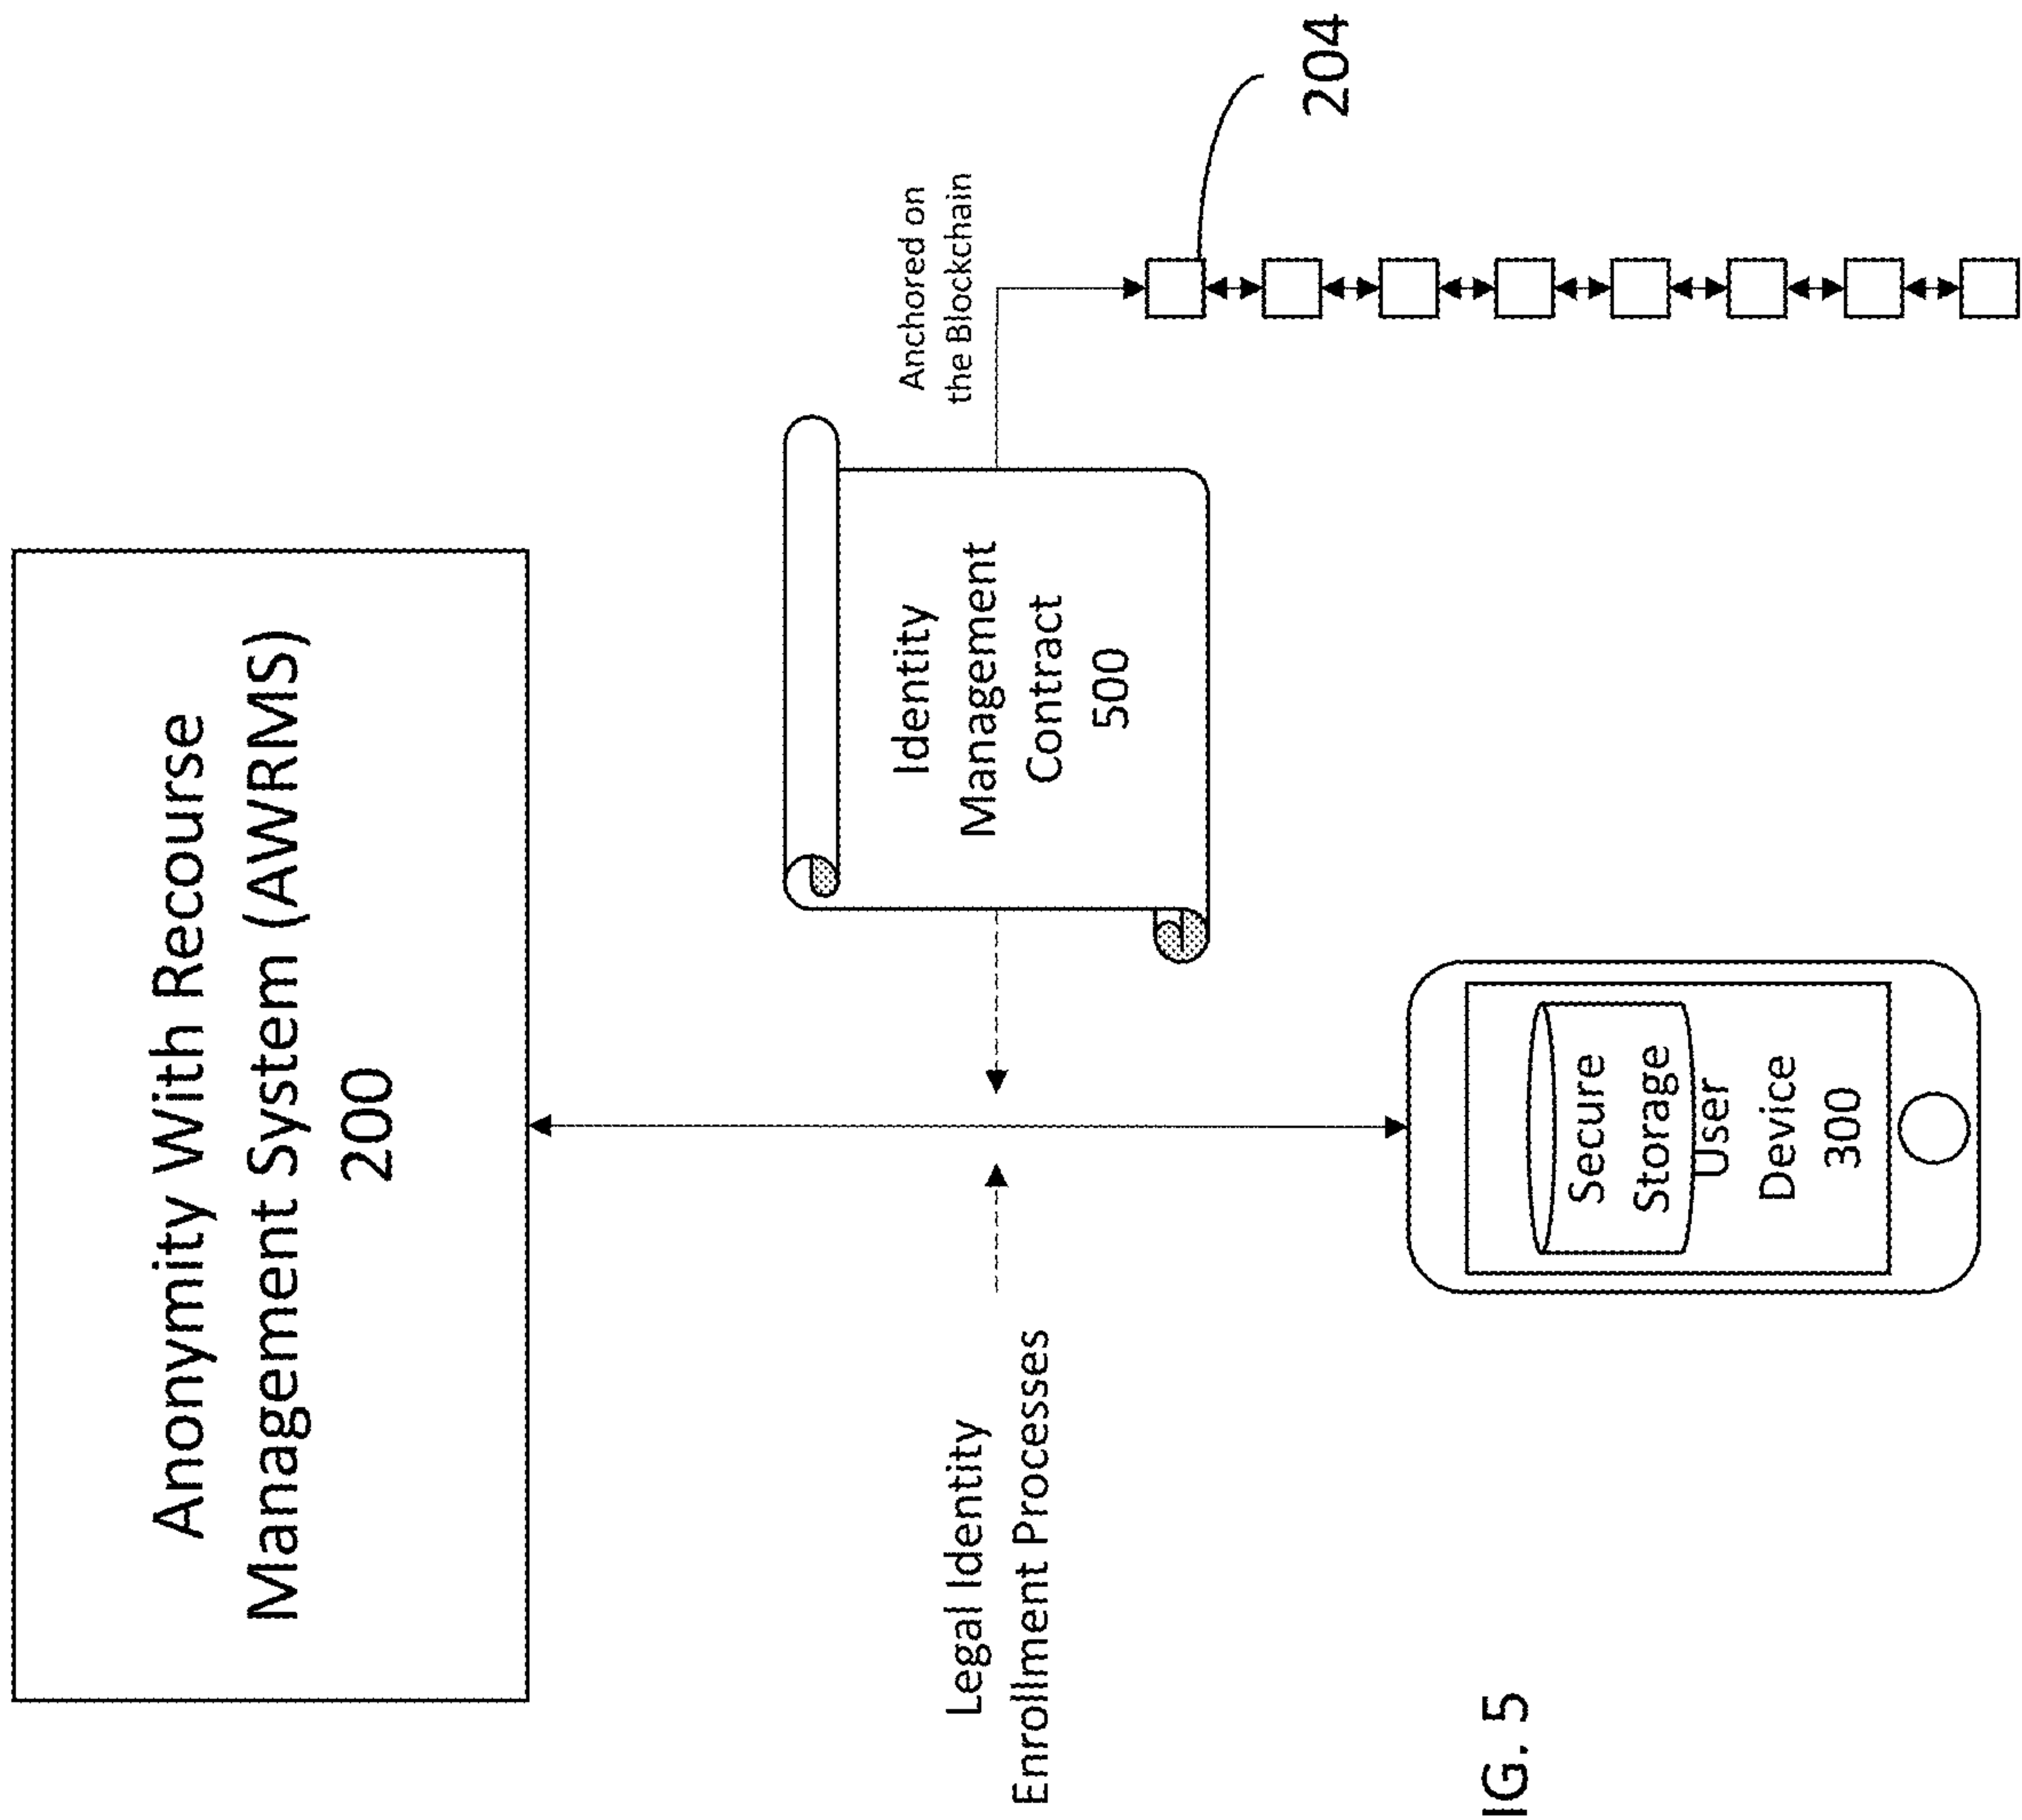 Anonymity With Recourse
Management System (AWRMS)
200
Legal Identity
Enrollment Processes
Identity
Management
Contract
500
Anchored on
the Blockchain
204
Secure
Storage
User
Device
300
IG. 5